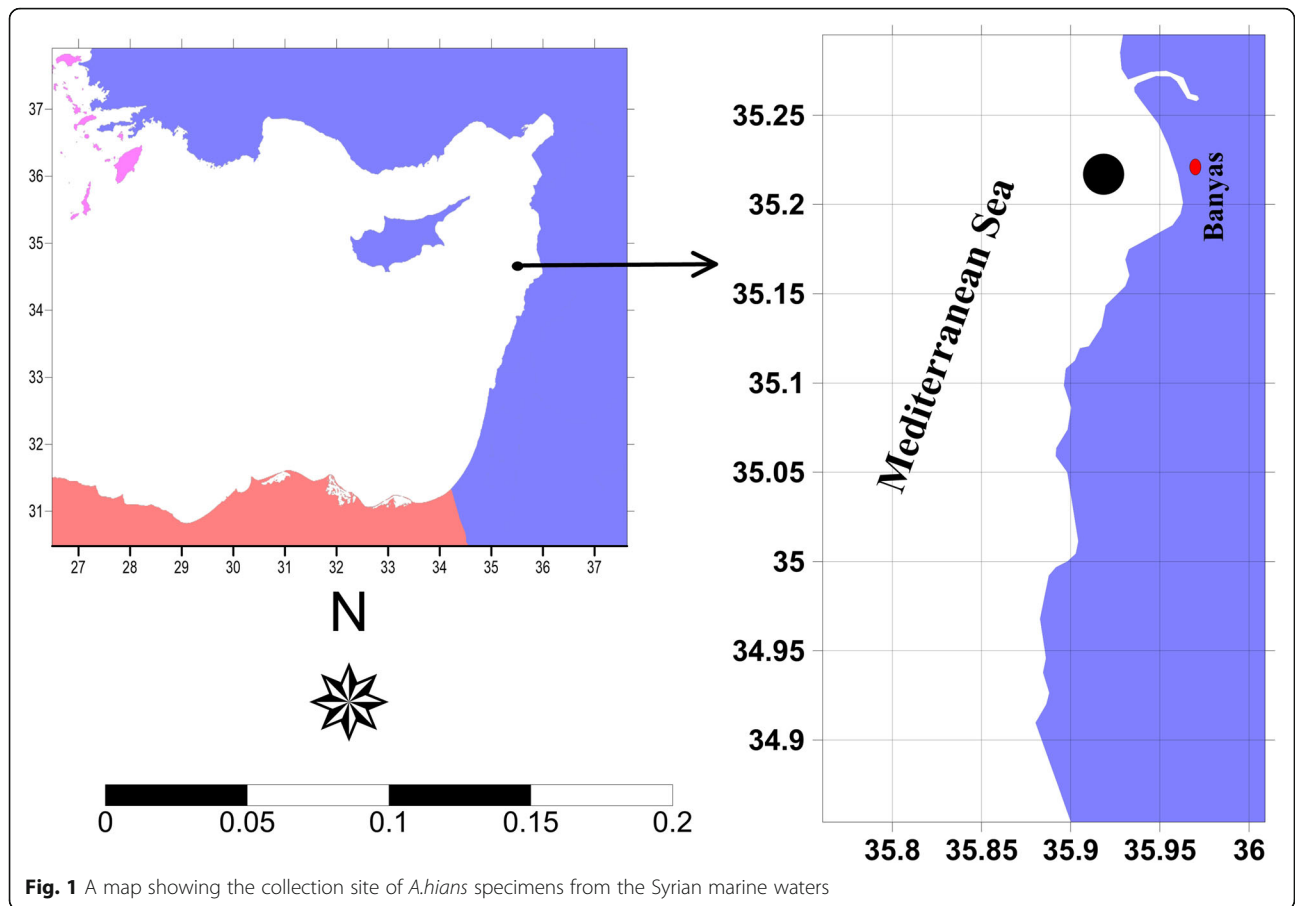 37
36
35
34
33
32
31
27 28 29 30 31 32 33 34 35 36 37
N
0 0.05 0.1 0.15 0.2
35.25
35.2
35.15
35.1
35.05
35
34.95
34.9
35.8 35.85 35.9 35.95 36
Mediterranean Sea
Banyas
Fig. 1 A map showing the collection site of A.hians specimens from the Syrian marine waters